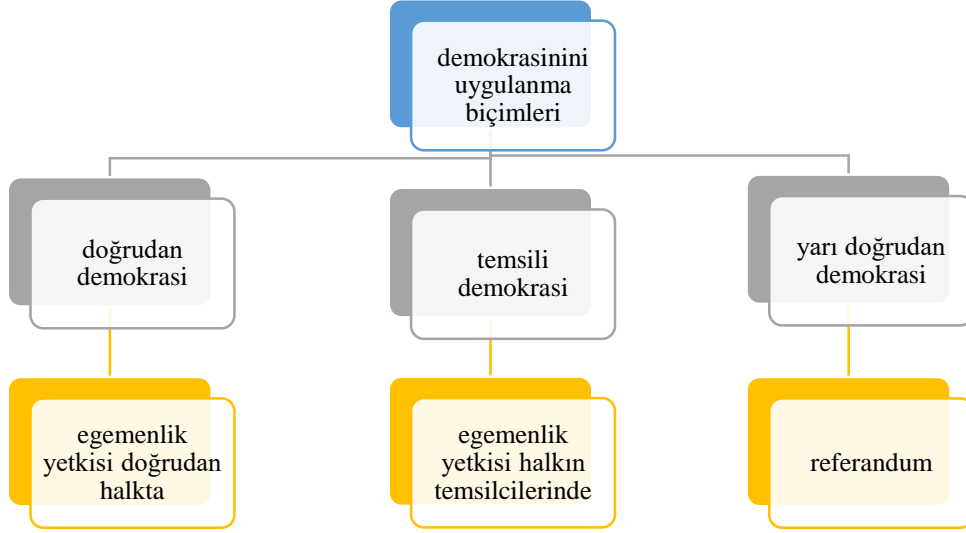 demokrasinini
uygulanma
biçimleri
doğrudan
demokrasi
temsili
demokrasi
yarı doğrudan
demokrasi
egemenlik
yetkisi doğrudan
halkta
egemenlik
yetkisi halkın
temsilcilerinde
referandum